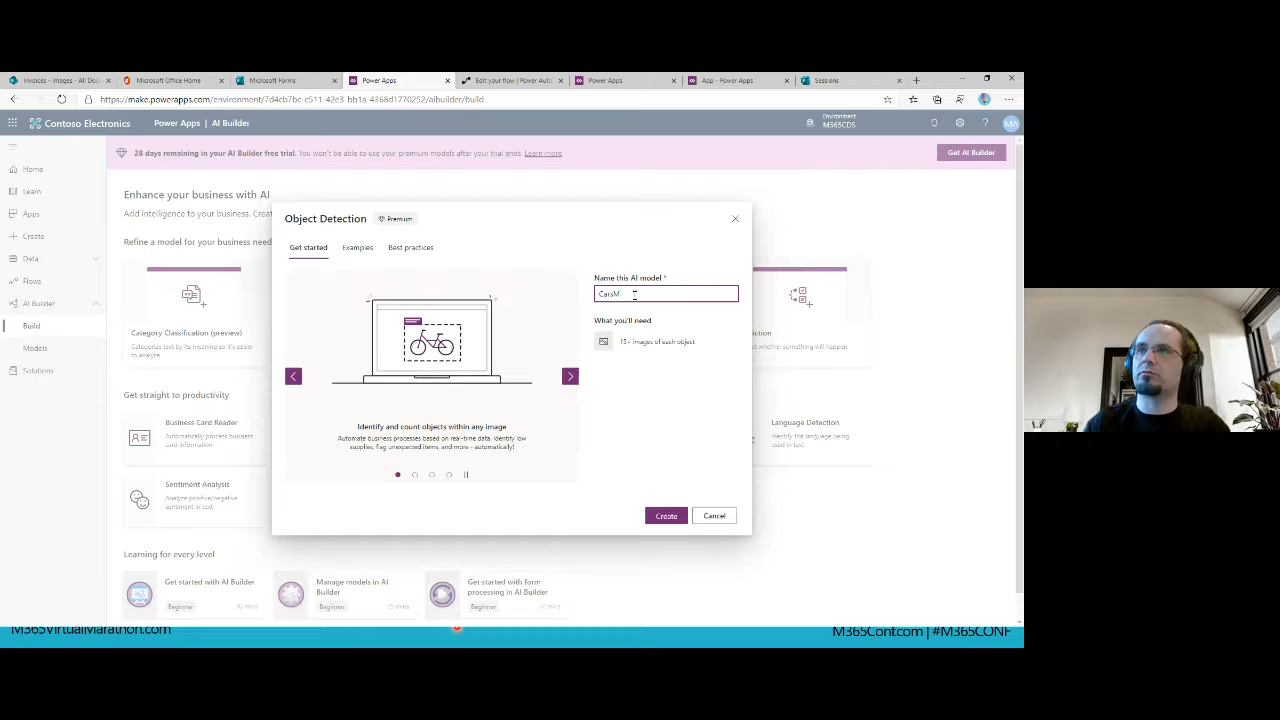 Invoices - Images - All Doc
Microsoft Office Home
Microsoft Forms
Power Apps
Edit your flow | Power Auto
Power Apps
App - Power Apps
Sessions
https://make.powerapps.com/environment/7d4cb7bc-c511-42e3-bb1a-4368d1770252/aibuilder/build
Contoso Electronics
Power Apps | AI Builder
Environment
M365CDS
MA
28 days remaining in your AI Builder free trial. You won't be able to use your premium models after your trial ends. Learn more
Get AI Builder
Home
Learn
Apps
Create
Data
Flows
AI Builder
Build
Models
Solutions
Enhance your business with AI
Add intelligence to your business. Creat
Refine a model for your business need
Category Classification (preview)
Categorize text by its meaning so it's easier
to analyze
diction
ict whether something will happen.
Get straight to productivity
Business Card Reader
Automatically process business
card information
Sentiment Analysis
Analyze positive/negative
sentiment in text
Language Detection
Identify the language being
used in text
Learning for every level
Get started with AI Builder
Beginner
Manage models in AI
Builder
Beginner
Get started with form
processing in AI Builder
Beginner
Object Detection
Premium
Get started
Examples
Best practices
Identify and count objects within any image
Automate business processes based on real-time data. Identify low
supplies, flag unexpected items, and more - automatically!
Name this AI model *
CarsM
What you'll need
15+ images of each object
Create
Cancel
M365VirtualMarathon.com
M365Conf.com | #M365CONF